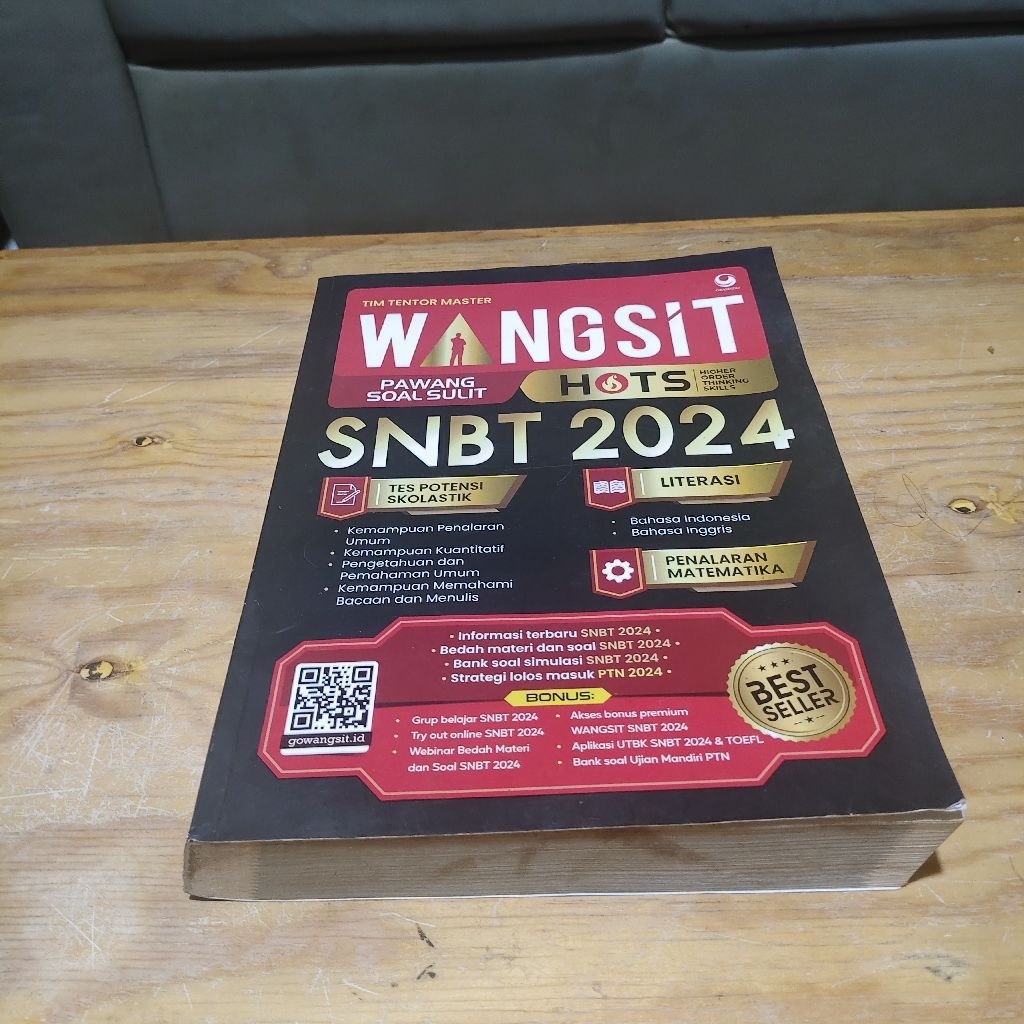 TIM TENTOR MASTER
WANGSIT
PAWANG
SOAL SULIT
HOTS
HIGHER
ORDER
THINKING
SKILLS
SNBT 2024
TES POTENSI
SKOLASTIK
• Kemampuan Penalaran
Umum
• Kemampuan Kuantitatif
• Pengetahuan dan
Pemahaman Umum
• Kemampuan Memahami
Bacaan dan Menulis
LITERASI
• Bahasa Indonesia
• Bahasa Inggris
PENALARAN
MATEMATIKA
• Informasi terbaru SNBT 2024 •
• Bedah materi dan soal SNBT 2024 •
• Bank soal simulasi SNBT 2024 •
• Strategi lolos masuk PTN 2024 •
BONUS:
• Grup belajar SNBT 2024
• Try out online SNBT 2024
• Webinar Bedah Materi
dan Soal SNBT 2024
• Akses bonus premium
WANGSIT SNBT 2024
• Aplikasi UTBK SNBT 2024 & TOEFL
• Bank soal Ujian Mandiri PTN
gowangsit.id
BEST
SELLER